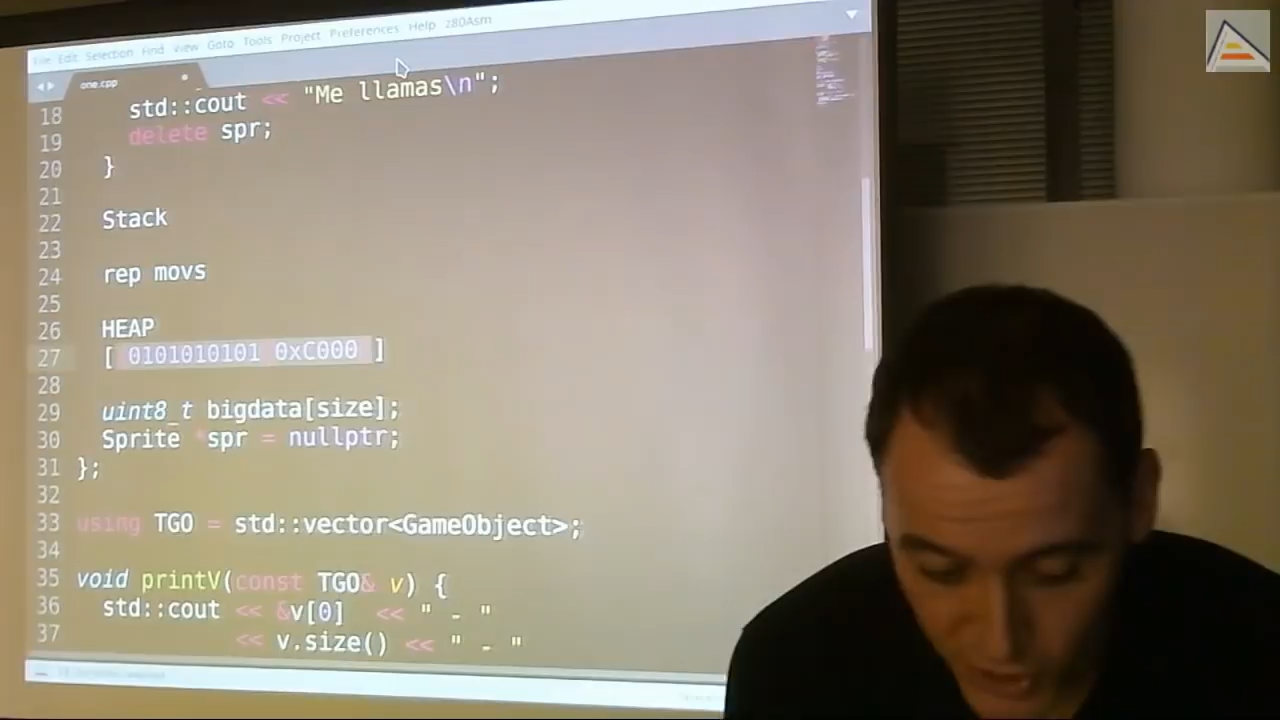 File Edit Selection Find View Goto Tools Project Preferences Help z80Asm
one.cpp
18 std::cout << "Me llamas\n";
19 delete spr;
20 }
21
22 Stack
23
24 rep movs
25
26 HEAP
27 [ 0101010101 0xC000 ]
28
29 uint8_t bigdata[size];
30 Sprite *spr = nullptr;
31 };
32
33 using TGO = std::vector<GameObject>;
34
35 void printV(const TGO& v) {
36 std::cout << &v[0] << " - "
37 << v.size() << " - "